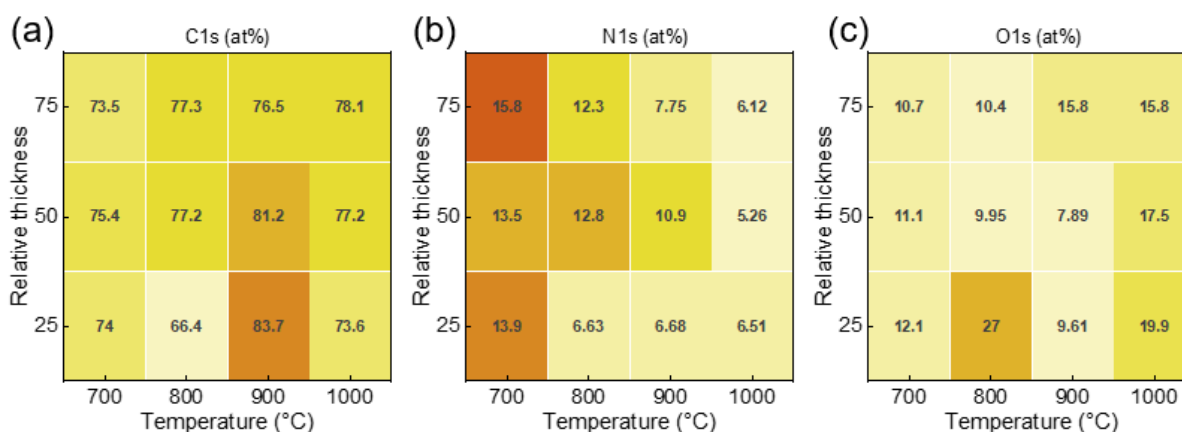 (a)
C1s (at%)
Relative thickness
75
73.5 77.3 76.5 78.1
50
75.4 77.2 81.2 77.2
25
74 66.4 83.7 73.6
700 800 900 1000
Temperature (°C)
(b)
N1s (at%)
Relative thickness
75
15.8 12.3 7.75 6.12
50
13.5 12.8 10.9 5.26
25
13.9 6.63 6.68 6.51
700 800 900 1000
Temperature (°C)
(c)
O1s (at%)
Relative thickness
75
10.7 10.4 15.8 15.8
50
11.1 9.95 7.89 17.5
25
12.1 27 9.61 19.9
700 800 900 1000
Temperature (°C)